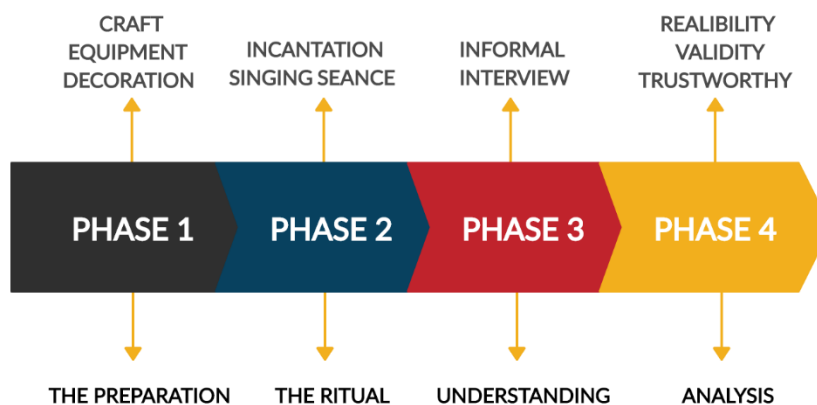 CRAFT
EQUIPMENT
DECORATION
INCANTATION
SINGING SEANCE
INFORMAL
INTERVIEW
REALIBILITY
VALIDITY
TRUSTWORTHY
PHASE 1
PHASE 2
PHASE 3
PHASE 4
THE PREPARATION
THE RITUAL
UNDERSTANDING
ANALYSIS